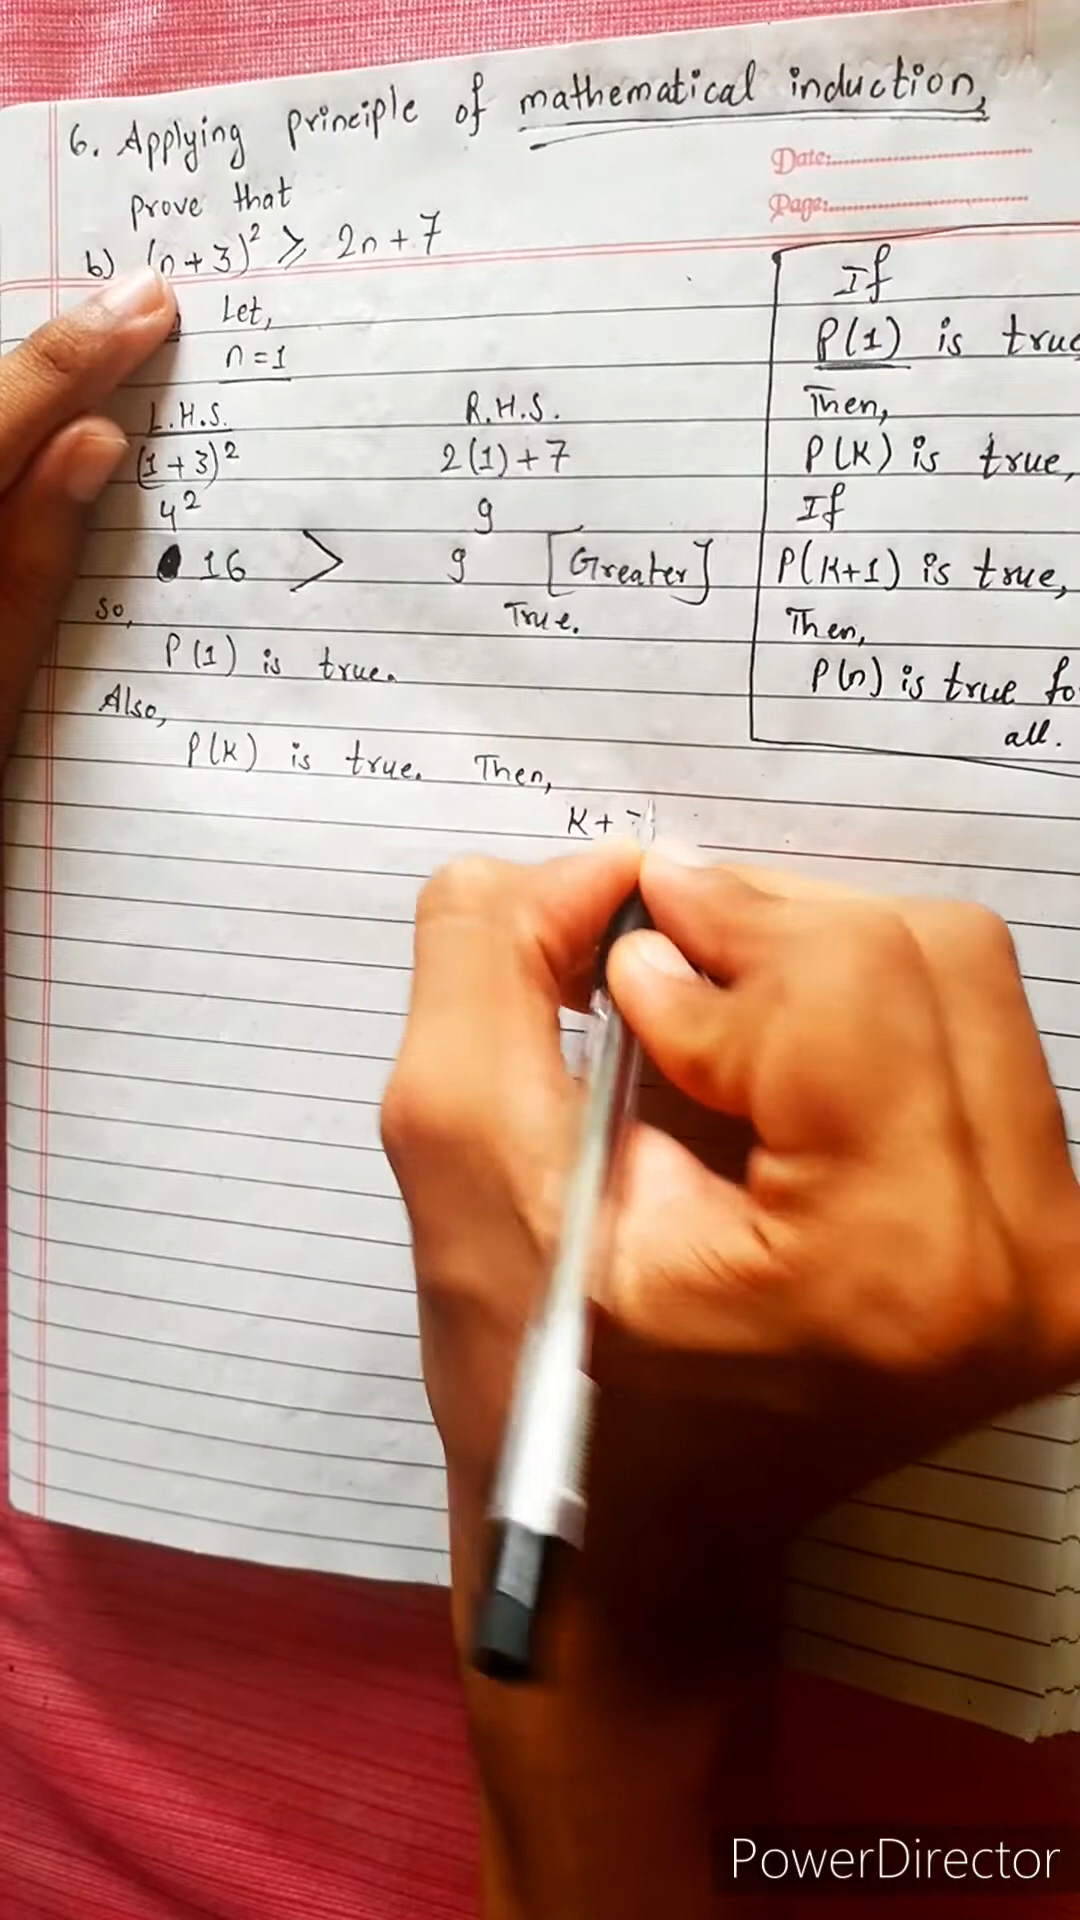 6. Applying principle of mathematical induction,
Date:
prove that
Page:
b) (n+3)² ≥ 2n+7
Let,
n=1
L.H.S. R.H.S.
(1+3)² 2(1)+7
4² 9
16 > 9 [Greater]
So, True.
P(1) is true.
Also,
P(K) is true. Then,
K+
If
P(1) is true
Then,
P(K) is true,
If
P(K+1) is true,
Then,
P(n) is true fo
all.
PowerDirector